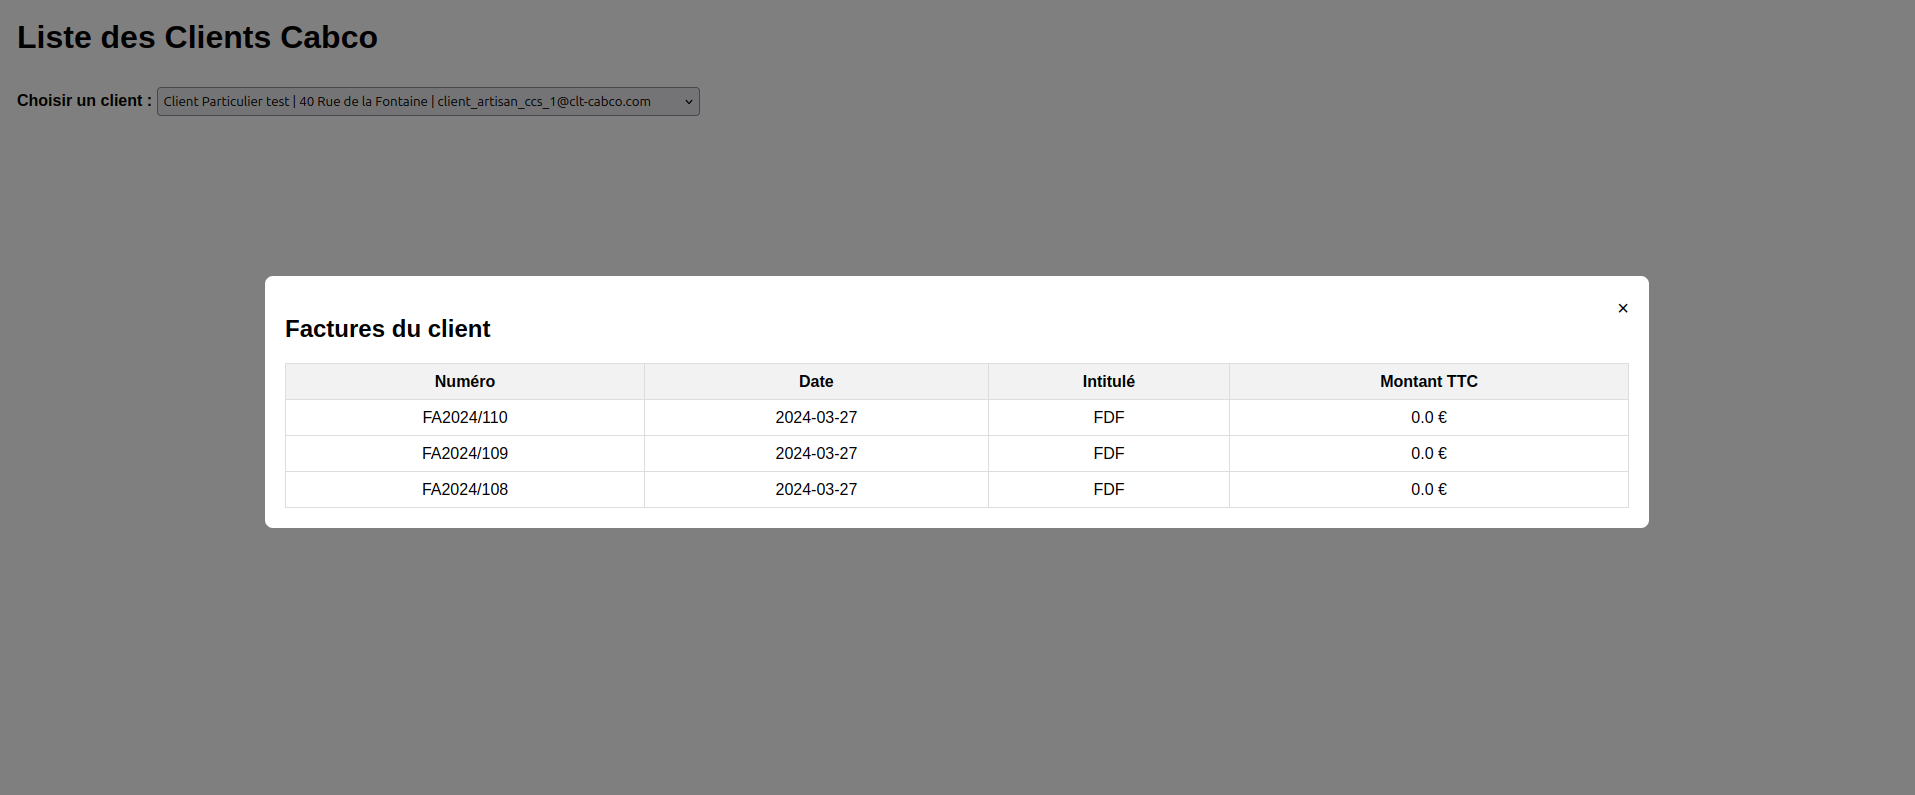 Liste des Clients Cabco
Choisir un client : Client Particulier test | 40 Rue de la Fontaine | client_artisan_ccs_1@clt-cabco.com
×
Factures du client
Numéro Date Intitulé Montant TTC
FA2024/110 2024-03-27 FDF 0.0 €
FA2024/109 2024-03-27 FDF 0.0 €
FA2024/108 2024-03-27 FDF 0.0 €